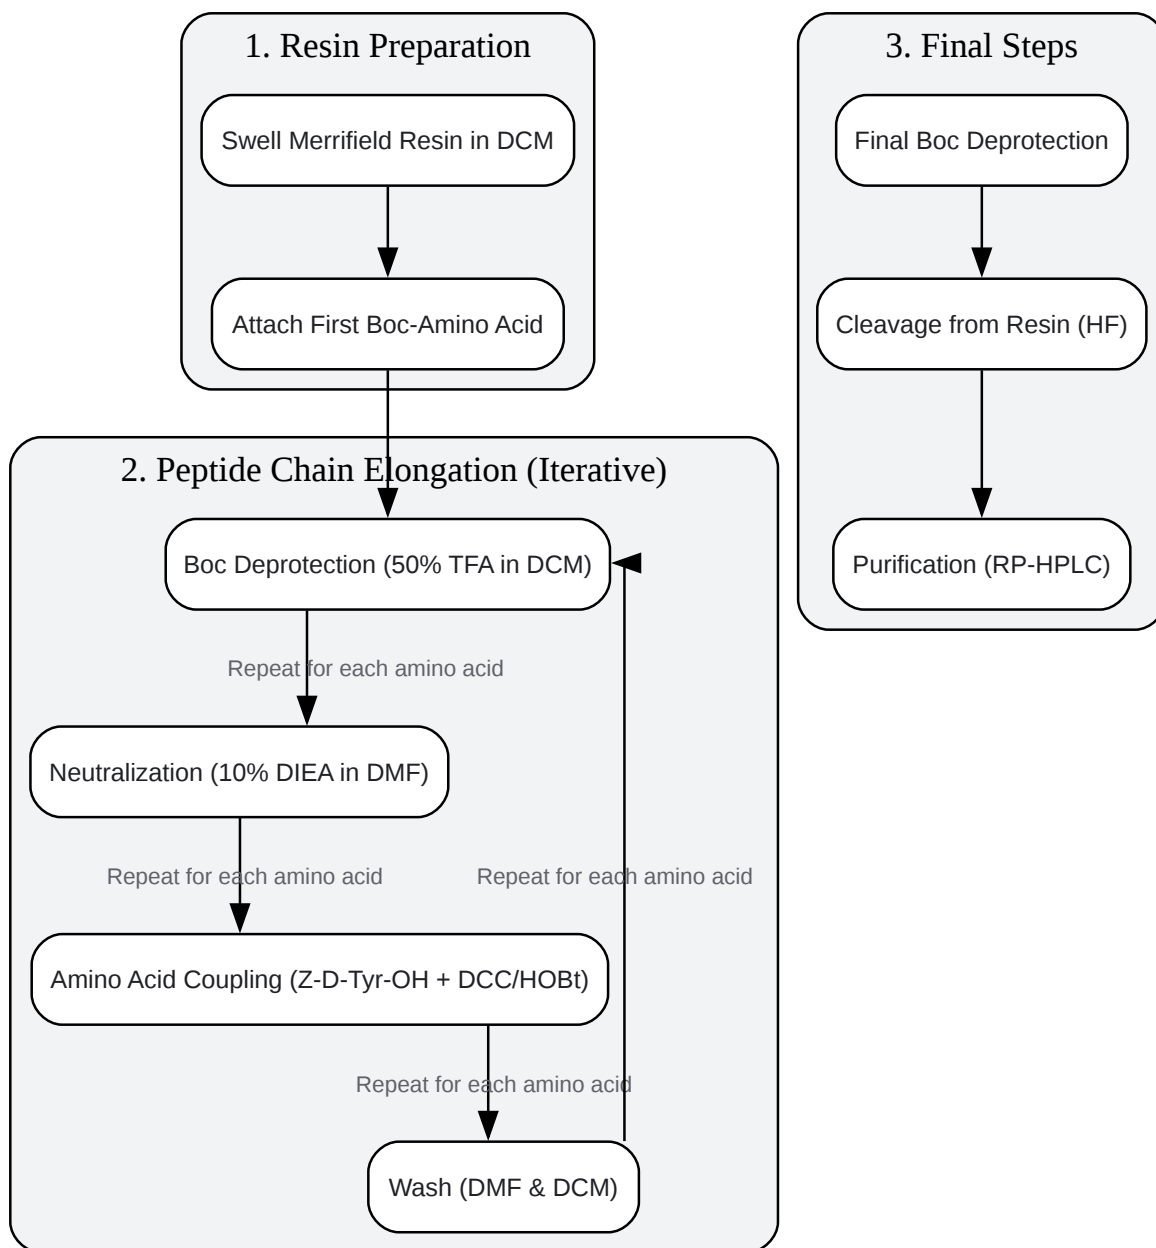 1. Resin Preparation
Swell Merrifield Resin in DCM
Attach First Boc-Amino Acid
2. Peptide Chain Elongation (Iterative)
Boc Deprotection (50% TFA in DCM)
Repeat for each amino acid
Neutralization (10% DIEA in DMF)
Repeat for each amino acid
Repeat for each amino acid
Amino Acid Coupling (Z-D-Tyr-OH + DCC/HOBt)
Repeat for each amino acid
Wash (DMF & DCM)
3. Final Steps
Final Boc Deprotection
Cleavage from Resin (HF)
Purification (RP-HPLC)